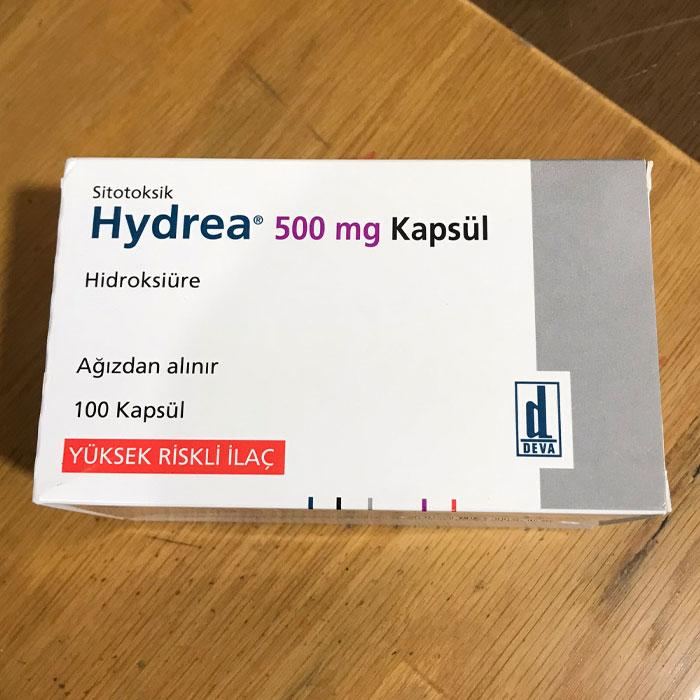 Sitotoksik
Hydrea® 500 mg Kapsül
Hidroksiüre
Ağızdan alınır
100 Kapsül
YÜKSEK RİSKLİ İLAÇ
d
DEVA